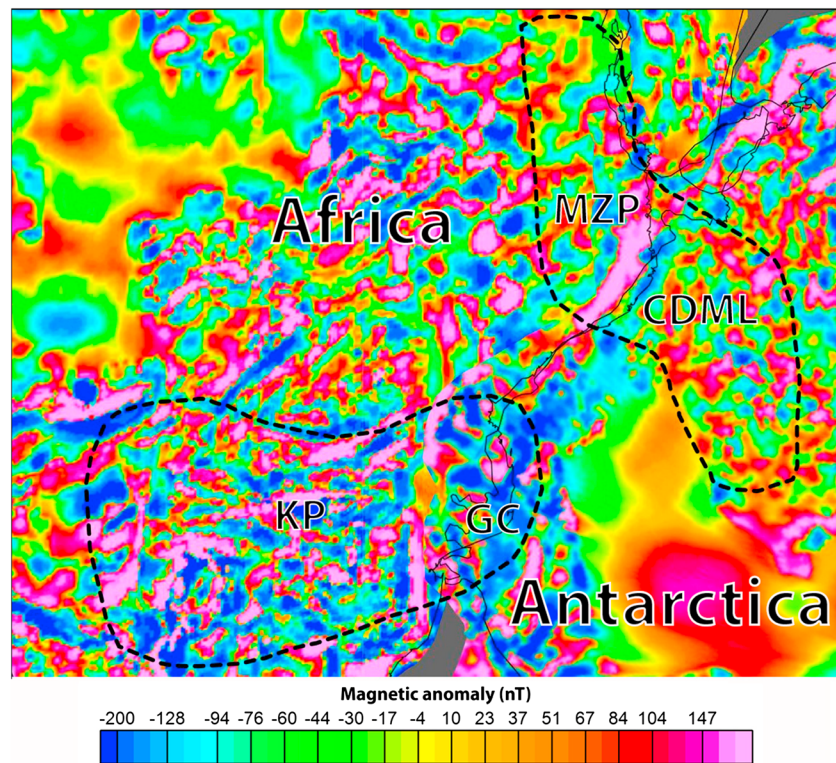 MZP
Africa
CDML
KP
GC
Antarctica
Magnetic anomaly (nT)
-200 -128 -94 -76 -60 -44 -30 -17 -4 10 23 37 51 67 84 104 147